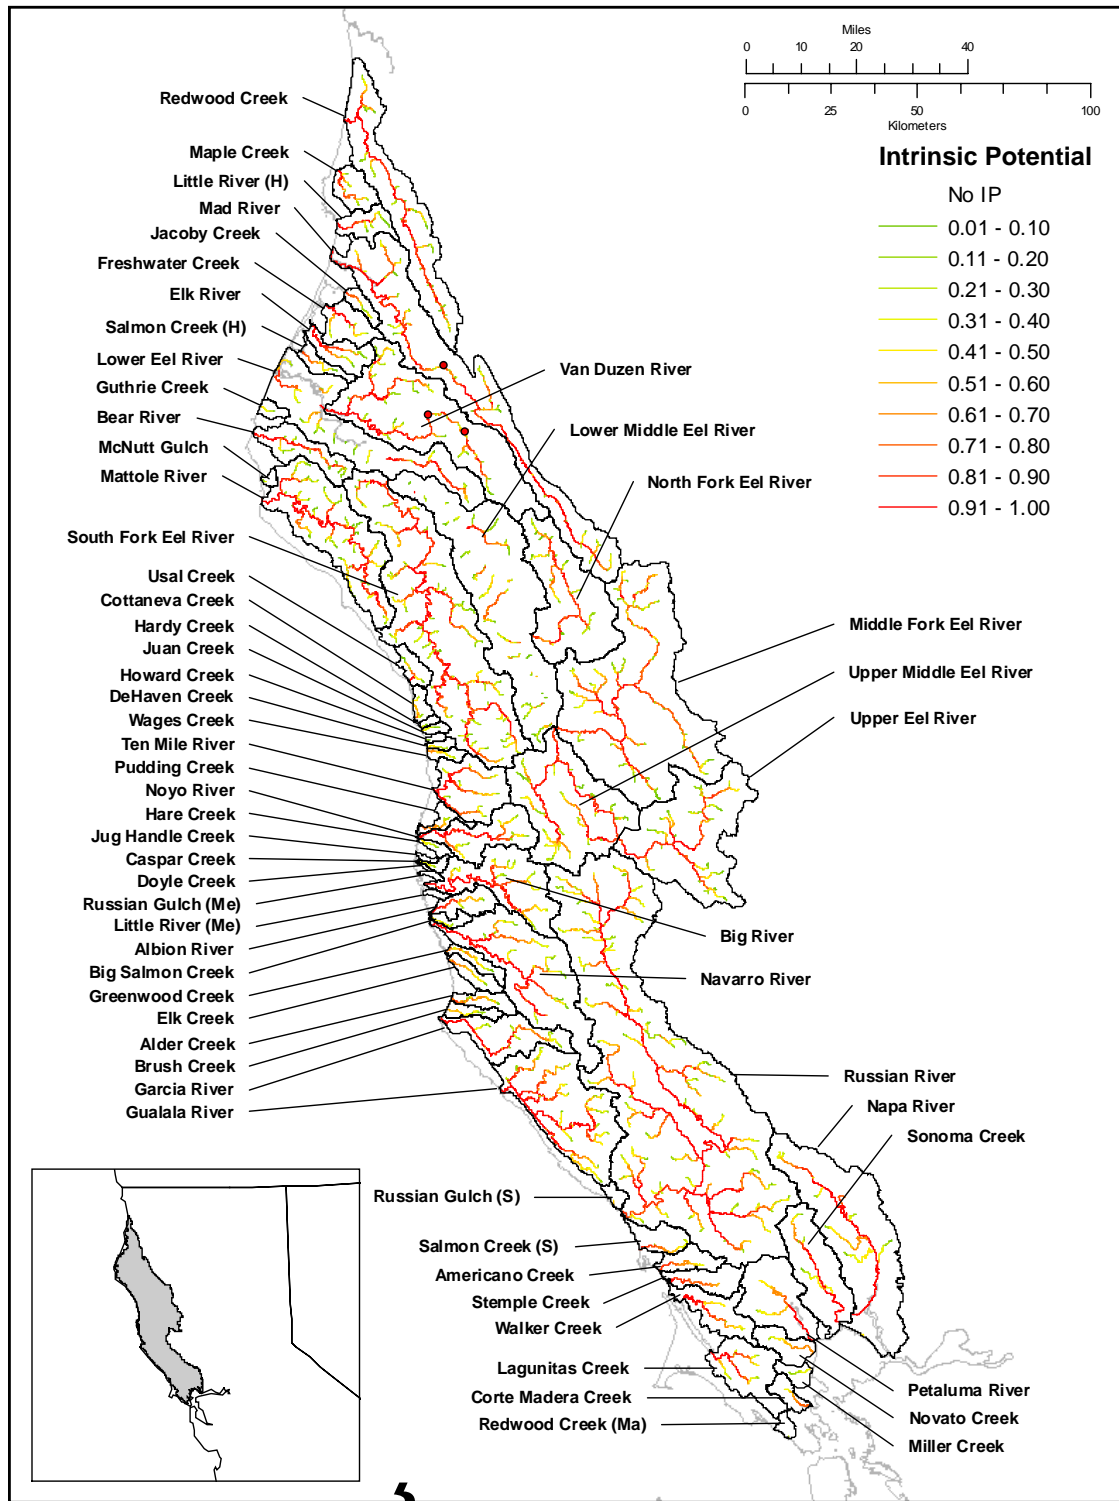 Miles
0 10 20 40
0 25 50 100
Kilometers
Intrinsic Potential
No IP
0.01 - 0.10
0.11 - 0.20
0.21 - 0.30
0.31 - 0.40
0.41 - 0.50
0.51 - 0.60
0.61 - 0.70
0.71 - 0.80
0.81 - 0.90
0.91 - 1.00
Redwood Creek
Maple Creek
Little River (H)
Mad River
Jacoby Creek
Freshwater Creek
Elk River
Salmon Creek (H)
Lower Eel River
Guthrie Creek
Bear River
McNutt Gulch
Mattole River
South Fork Eel River
Usal Creek
Cottaneva Creek
Hardy Creek
Juan Creek
Howard Creek
DeHaven Creek
Wages Creek
Ten Mile River
Pudding Creek
Noyo River
Hare Creek
Jug Handle Creek
Caspar Creek
Doyle Creek
Russian Gulch (Me)
Little River (Me)
Albion River
Big Salmon Creek
Greenwood Creek
Elk Creek
Alder Creek
Brush Creek
Garcia River
Gualala River
Russian Gulch (S)
Salmon Creek (S)
Americano Creek
Stemple Creek
Walker Creek
Lagunitas Creek
Corte Madera Creek
Redwood Creek (Ma)
Van Duzen River
Lower Middle Eel River
North Fork Eel River
Middle Fork Eel River
Upper Middle Eel River
Upper Eel River
Big River
Navarro River
Russian River
Napa River
Sonoma Creek
Petaluma River
Novato Creek
Miller Creek